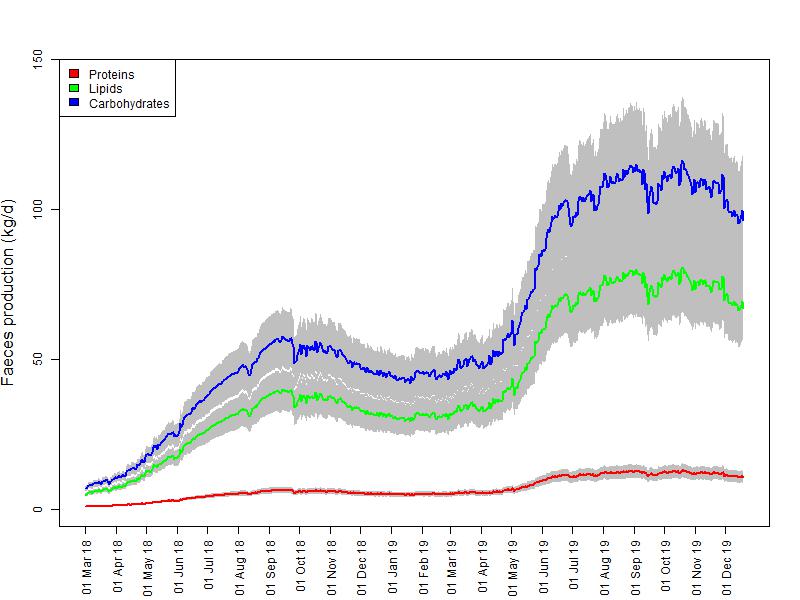 150
Proteins
Lipids
Carbohydrates
100
50
0
Faeces production (kg/d)
01 Mar 18
01 Apr 18
01 May 18
01 Jun 18
01 Jul 18
01 Aug 18
01 Sep 18
01 Oct 18
01 Nov 18
01 Dec 18
01 Jan 19
01 Feb 19
01 Mar 19
01 Apr 19
01 May 19
01 Jun 19
01 Jul 19
01 Aug 19
01 Sep 19
01 Oct 19
01 Nov 19
01 Dec 19